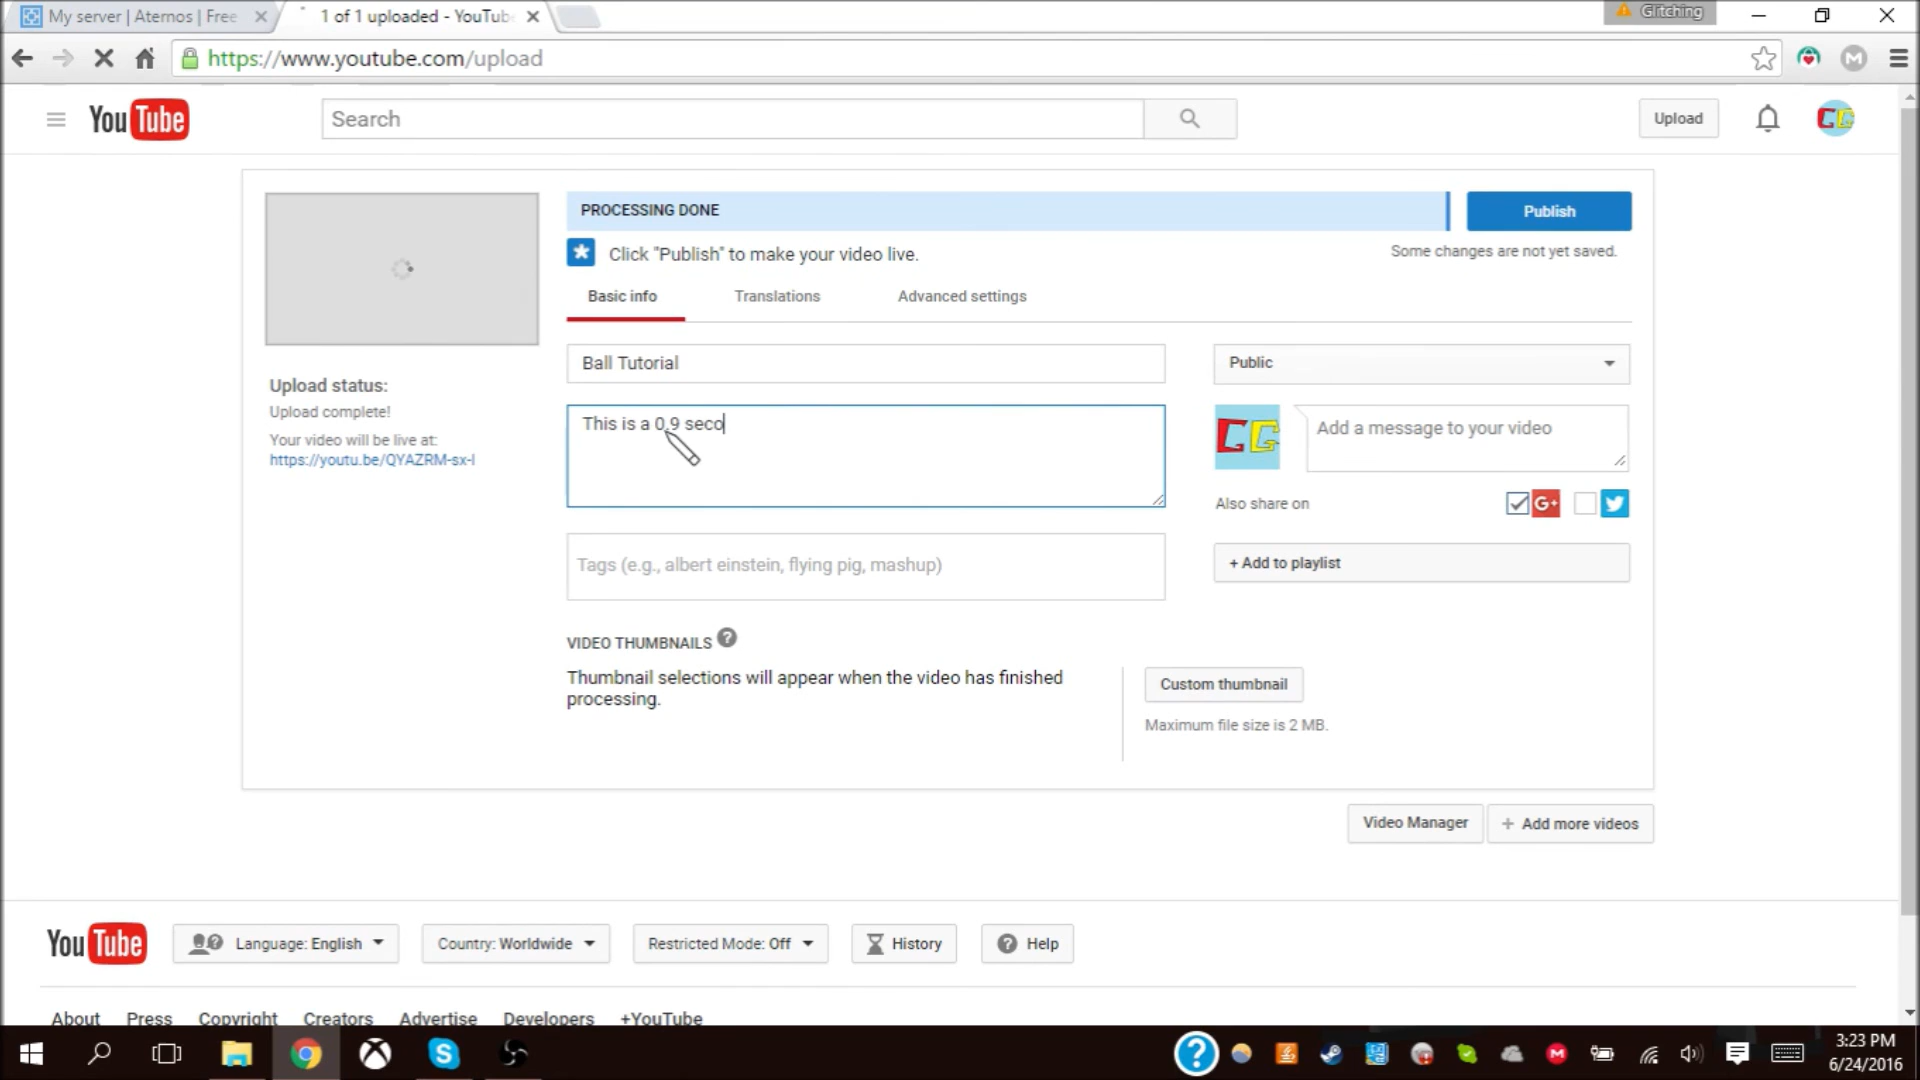 My server | Aternos | Free
1 of 1 uploaded - YouTub
Glitching
https://www.youtube.com/upload
YouTube
Search
Upload
CG
PROCESSING DONE
Publish
Click "Publish" to make your video live.
Some changes are not yet saved.
Basic info
Translations
Advanced settings
Ball Tutorial
Public
Upload status:
Upload complete!
Your video will be live at:
https://youtu.be/QYAZRM-sx-I
This is a 0.9 seco
CG
Add a message to your video
Also share on
G+
Tags (e.g., albert einstein, flying pig, mashup)
+ Add to playlist
VIDEO THUMBNAILS ?
Thumbnail selections will appear when the video has finished
processing.
Custom thumbnail
Maximum file size is 2 MB.
Video Manager
+ Add more videos
YouTube
Language: English
Country: Worldwide
Restricted Mode: Off
History
Help
About
Press
Copyright
Creators
Advertise
Developers
+YouTube
3:23 PM
6/24/2016